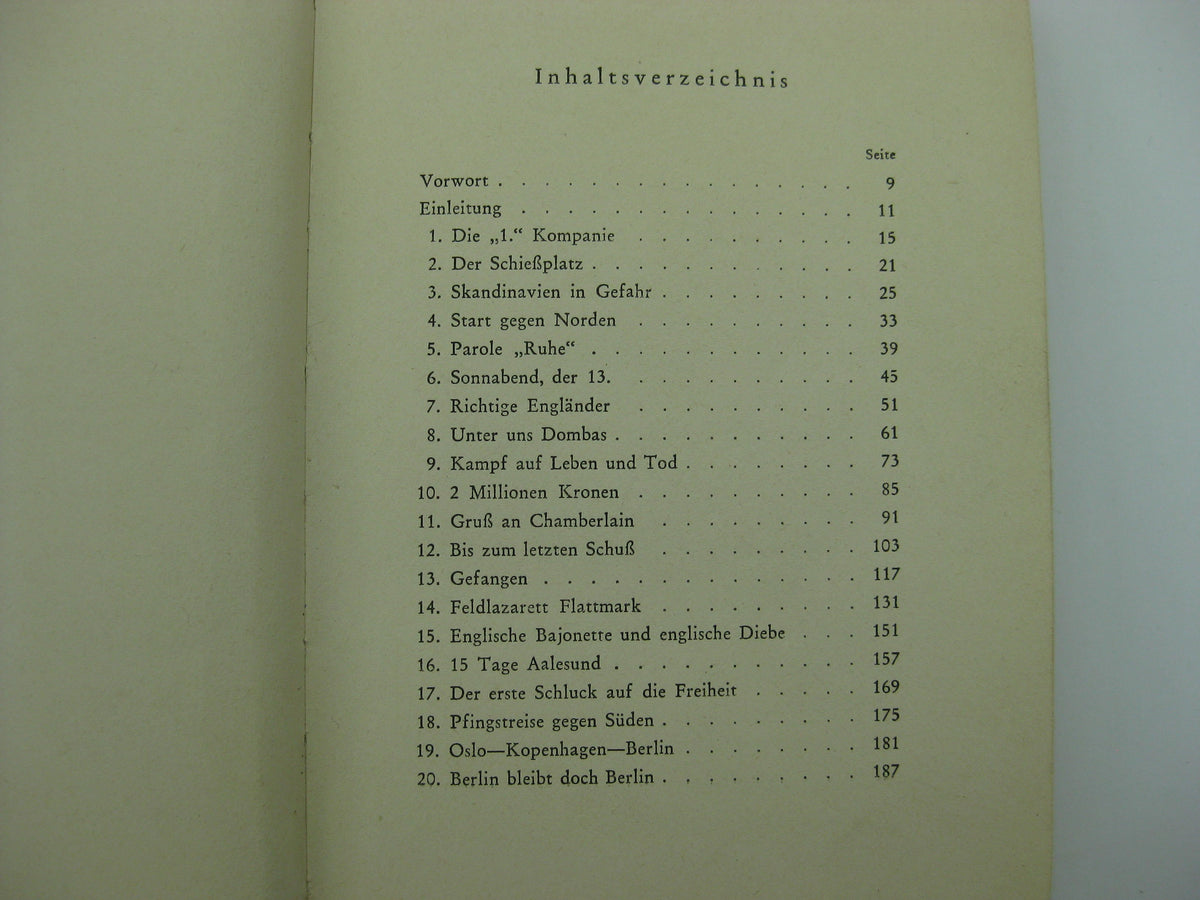 Inhaltsverzeichnis
Seite
Vorwort . . . . . . . . . . . . . . . . 9
Einleitung . . . . . . . . . . . . . . . 11
1. Die „1.“ Kompanie . . . . . . . . . . 15
2. Der Schießplatz . . . . . . . . . . . . 21
3. Skandinavien in Gefahr . . . . . . . . . 25
4. Start gegen Norden . . . . . . . . . . 33
5. Parole „Ruhe“ . . . . . . . . . . . . 39
6. Sonnabend, der 13. . . . . . . . . . . 45
7. Richtige Engländer . . . . . . . . . . 51
8. Unter uns Dombas . . . . . . . . . . . 61
9. Kampf auf Leben und Tod . . . . . . . . 73
10. 2 Millionen Kronen . . . . . . . . . . 85
11. Gruß an Chamberlain . . . . . . . . . 91
12. Bis zum letzten Schuß . . . . . . . . . 103
13. Gefangen . . . . . . . . . . . . . . 117
14. Feldlazarett Flattmark . . . . . . . . . 131
15. Englische Bajonette und englische Diebe . . . 151
16. 15 Tage Aalesund . . . . . . . . . . . 157
17. Der erste Schluck auf die Freiheit . . . . . 169
18. Pfingstreise gegen Süden . . . . . . . . . 175
19. Oslo—Kopenhagen—Berlin . . . . . . . . 181
20. Berlin bleibt doch Berlin . . . . . . . . . 187